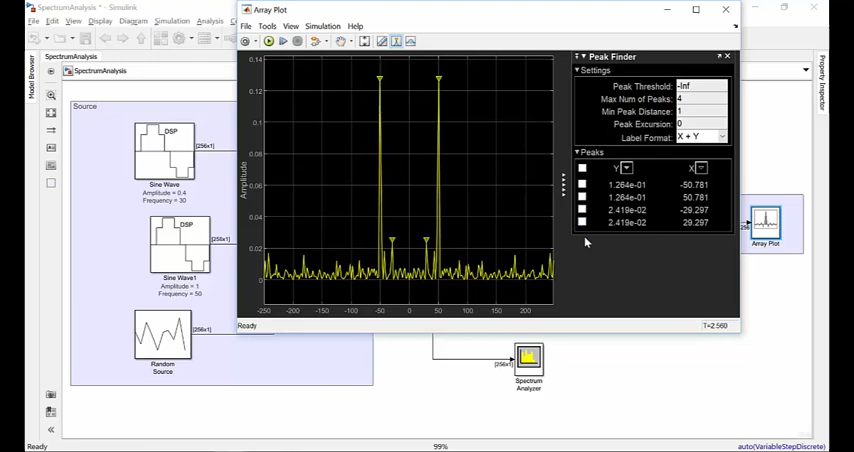 SpectrumAnalysis * - Simulink
File Edit View Display Diagram Simulation Analysis
SpectrumAnalysis
SpectrumAnalysis
Model Browser
Property Inspector
Source
DSP
[256x1]
Sine Wave
Amplitude = 0.4
Frequency = 30
DSP
[256x1]
Sine Wave1
Amplitude = 1
Frequency = 50
[256x1]
Random
Source
Array Plot
File Tools View Simulation Help
0.14
0.12
0.1
0.08
0.06
0.04
0.02
0
Amplitude
-250 -200 -150 -100 -50 0 50 100 150 200
Peak Finder
Settings
Peak Threshold: -Inf
Max Num of Peaks: 4
Min Peak Distance: 1
Peak Excursion: 0
Label Format: X + Y
Peaks
Y X
1.264e-01 -50.781
1.264e-01 50.781
2.419e-02 -29.297
2.419e-02 29.297
Ready T=2.560
256
Array Plot
[256x1]
Spectrum
Analyzer
Ready 99% auto(VariableStepDiscrete)